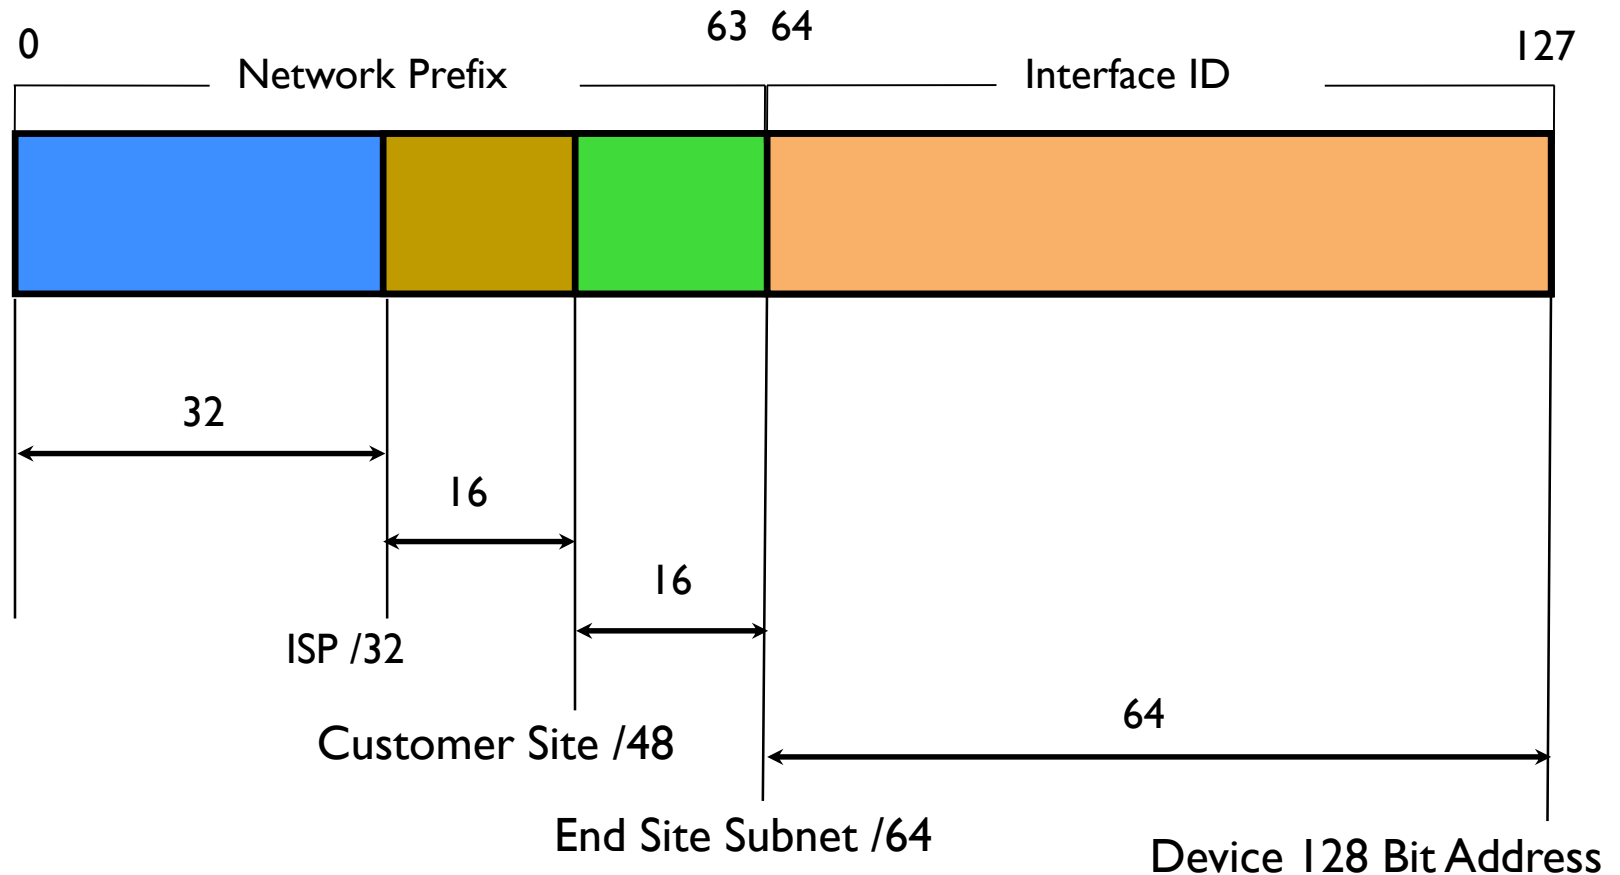 0
63 64
127
Network Prefix
Interface ID
32
16
16
ISP /32
64
Customer Site /48
End Site Subnet /64
Device 128 Bit Address